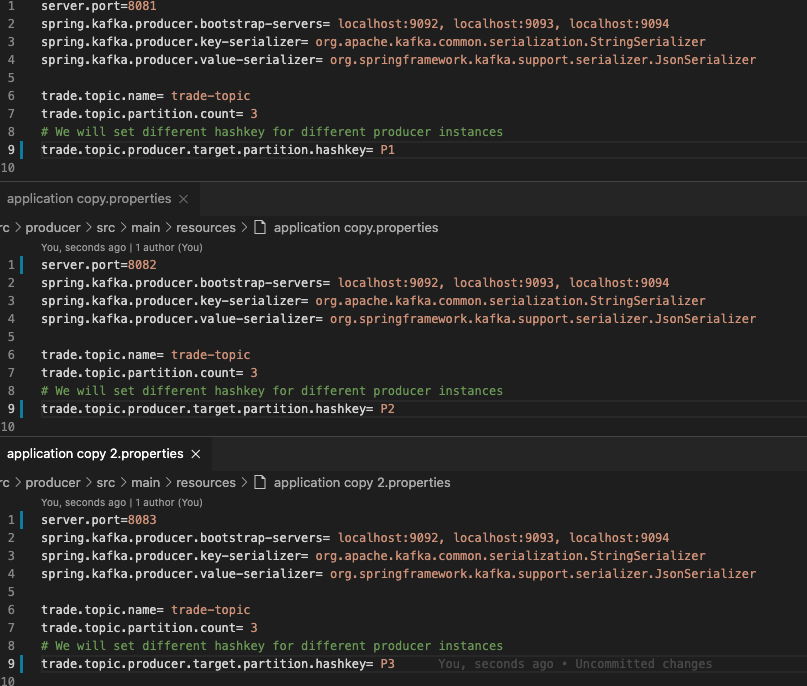 1 server.port=8081
2 spring.kafka.producer.bootstrap-servers= localhost:9092, localhost:9093, localhost:9094
3 spring.kafka.producer.key-serializer= org.apache.kafka.common.serialization.StringSerializer
4 spring.kafka.producer.value-serializer= org.springframework.kafka.support.serializer.JsonSerializer
5
6 trade.topic.name= trade-topic
7 trade.topic.partition.count= 3
8 # We will set different hashkey for different producer instances
9 trade.topic.producer.target.partition.hashkey= P1
10
application copy.properties ×
rc > producer > src > main > resources > application copy.properties
You, seconds ago | 1 author (You)
1 server.port=8082
2 spring.kafka.producer.bootstrap-servers= localhost:9092, localhost:9093, localhost:9094
3 spring.kafka.producer.key-serializer= org.apache.kafka.common.serialization.StringSerializer
4 spring.kafka.producer.value-serializer= org.springframework.kafka.support.serializer.JsonSerializer
5
6 trade.topic.name= trade-topic
7 trade.topic.partition.count= 3
8 # We will set different hashkey for different producer instances
9 trade.topic.producer.target.partition.hashkey= P2
10
application copy 2.properties ×
rc > producer > src > main > resources > application copy 2.properties
You, seconds ago | 1 author (You)
1 server.port=8083
2 spring.kafka.producer.bootstrap-servers= localhost:9092, localhost:9093, localhost:9094
3 spring.kafka.producer.key-serializer= org.apache.kafka.common.serialization.StringSerializer
4 spring.kafka.producer.value-serializer= org.springframework.kafka.support.serializer.JsonSerializer
5
6 trade.topic.name= trade-topic
7 trade.topic.partition.count= 3
8 # We will set different hashkey for different producer instances
9 trade.topic.producer.target.partition.hashkey= P3 You, seconds ago • Uncommitted changes
10